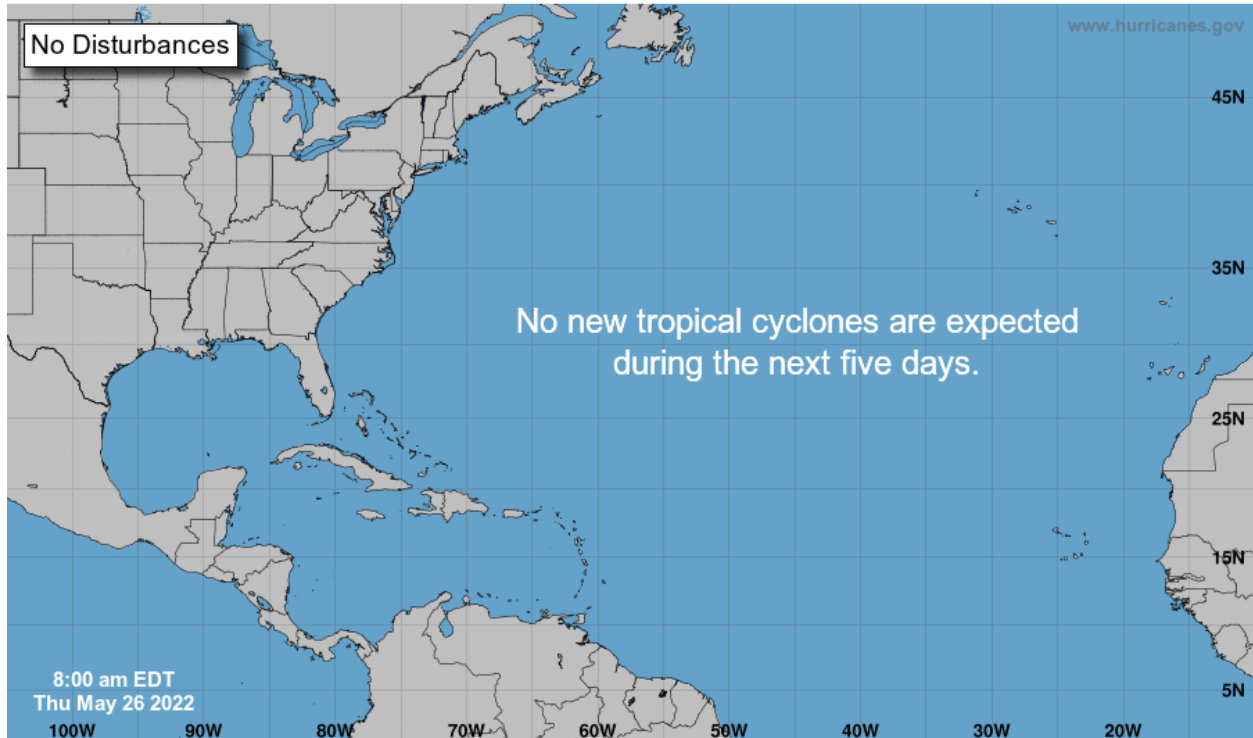 No Disturbances
www.hurricanes.gov
45N
35N
No new tropical cyclones are expected
during the next five days.
25N
15N
8:00 am EDT
Thu May 26 2022
5N
100W 90W 80W 70W 60W 50W 40W 30W 20W